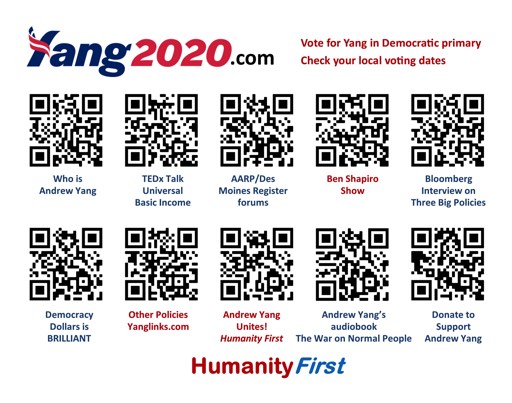 Yang2020.com
Vote for Yang in Democratic primary
Check your local voting dates
Who is
Andrew Yang
TEDx Talk
Universal
Basic Income
AARP/Des
Moines Register
forums
Ben Shapiro
Show
Bloomberg
Interview on
Three Big Policies
Democracy
Dollars is
BRILLIANT
Other Policies
Yanglinks.com
Andrew Yang
Unites!
Humanity First
Andrew Yang's
audiobook
The War on Normal People
Donate to
Support
Andrew Yang
HumanityFirst